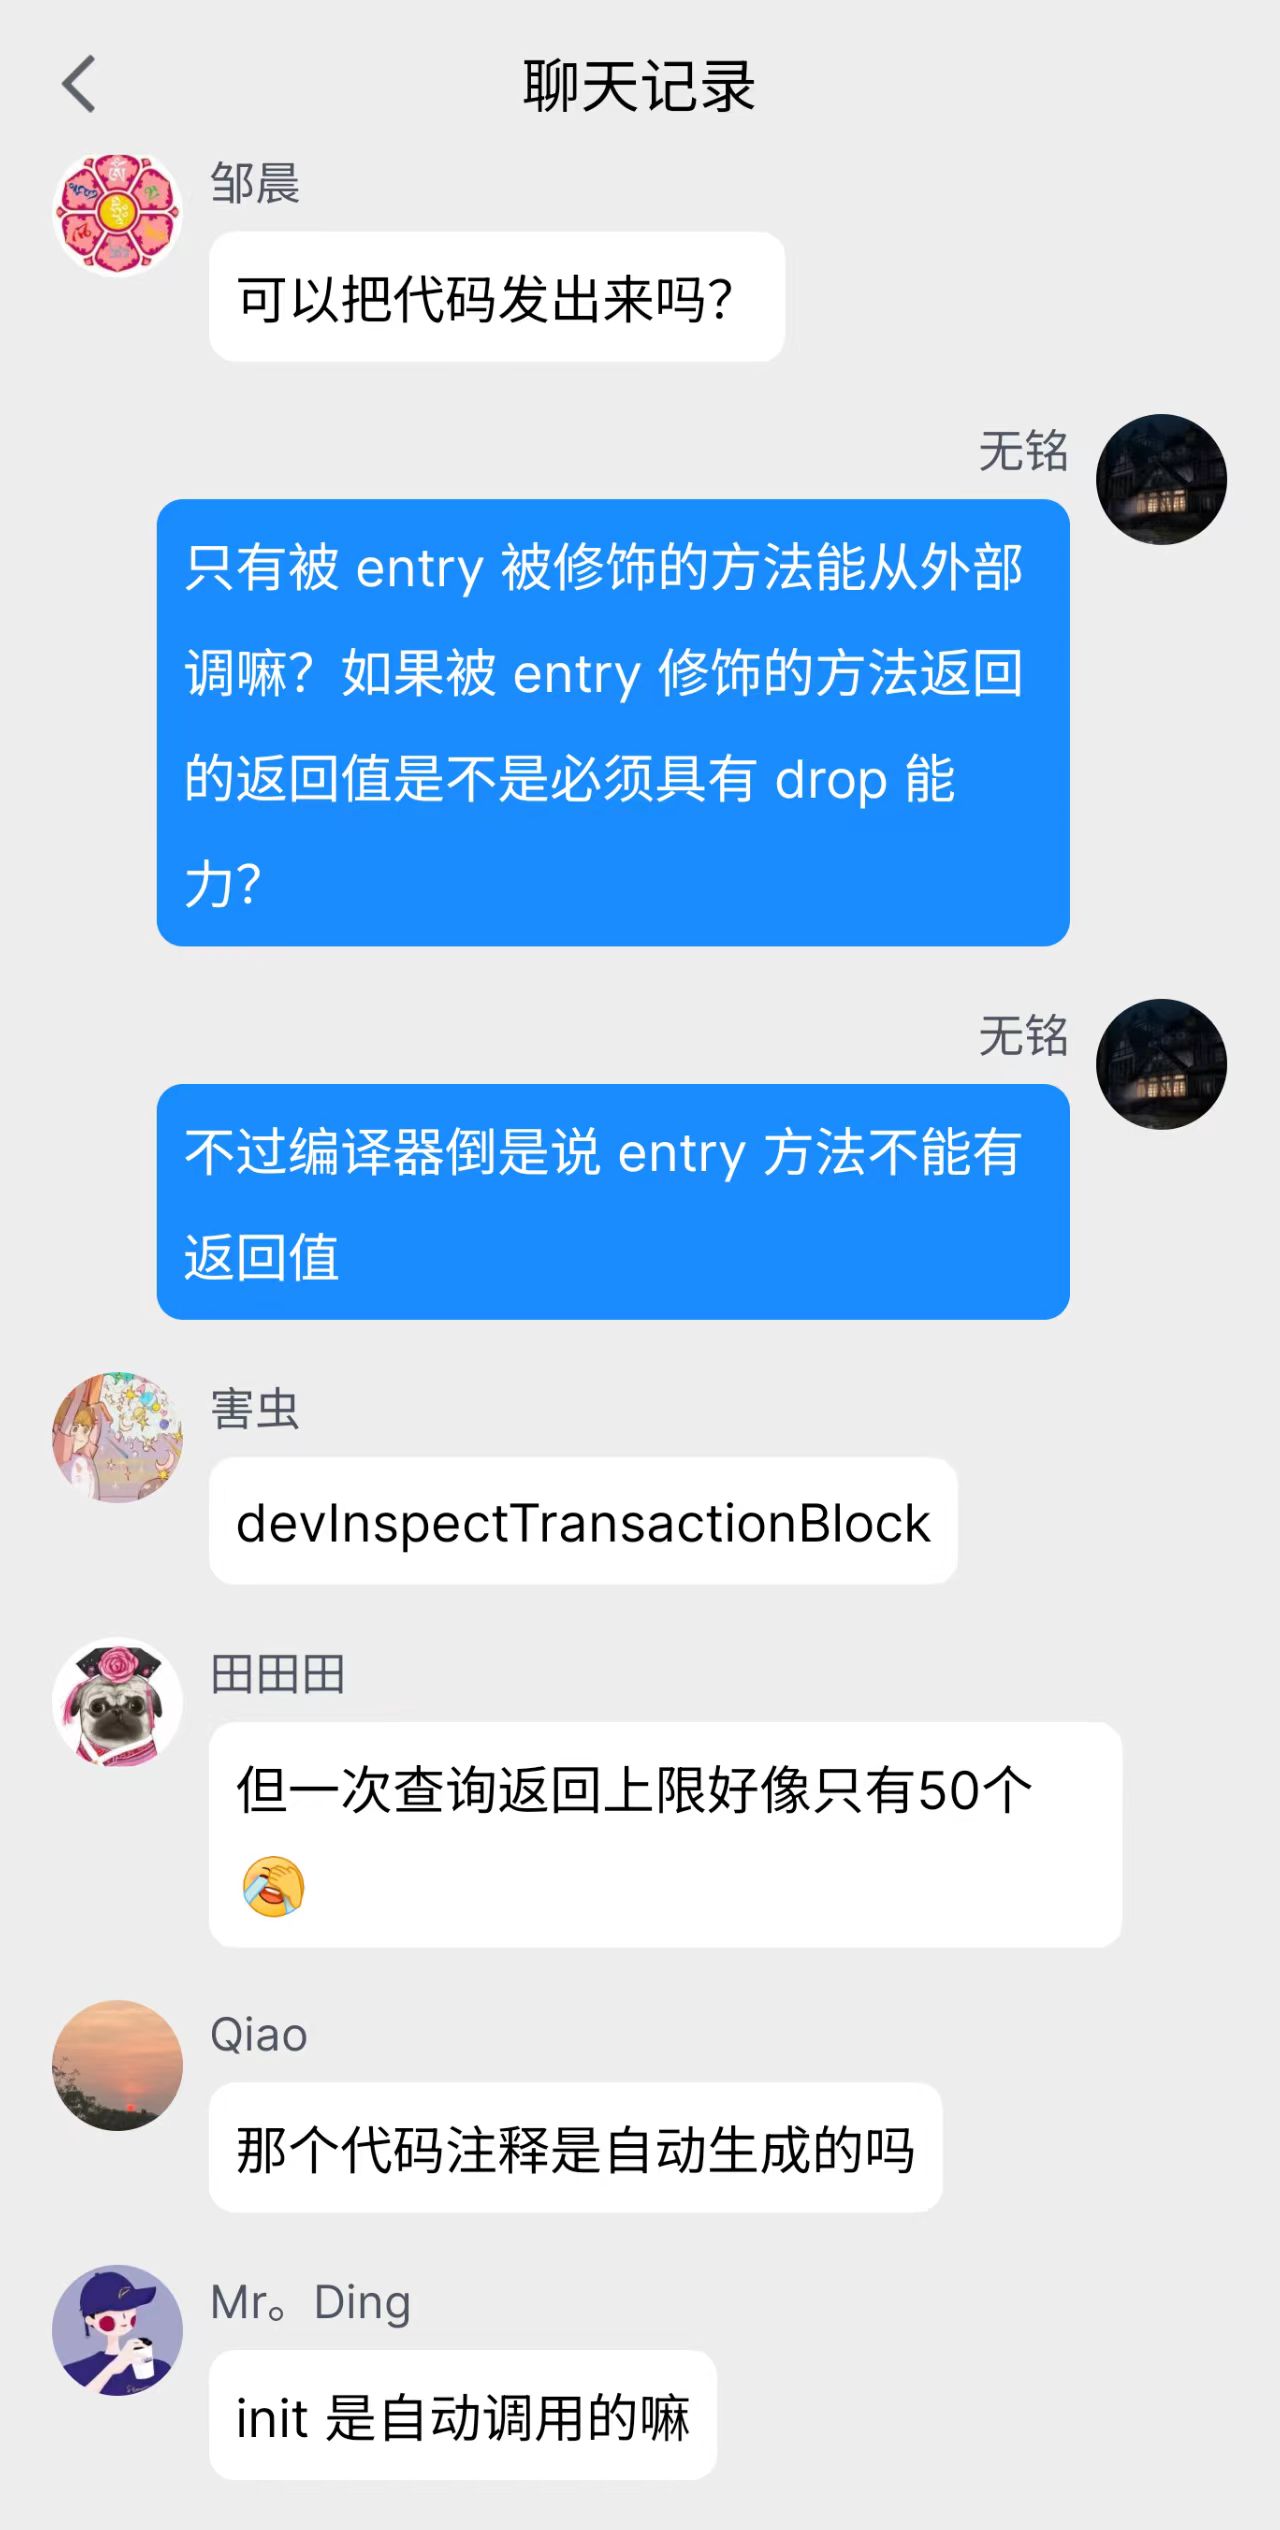 聊天记录
邹晨
可以把代码发出来吗？
无铭
只有被 entry 被修饰的方法能从外部
调嘛？如果被 entry 修饰的方法返回
的返回值是不是必须具有 drop 能
力？
无铭
不过编译器倒是说 entry 方法不能有
返回值
害虫
devInspectTransactionBlock
田田田
但一次查询返回上限好像只有50个
🤦
Qiao
那个代码注释是自动生成的吗
Mr。Ding
init 是自动调用的嘛